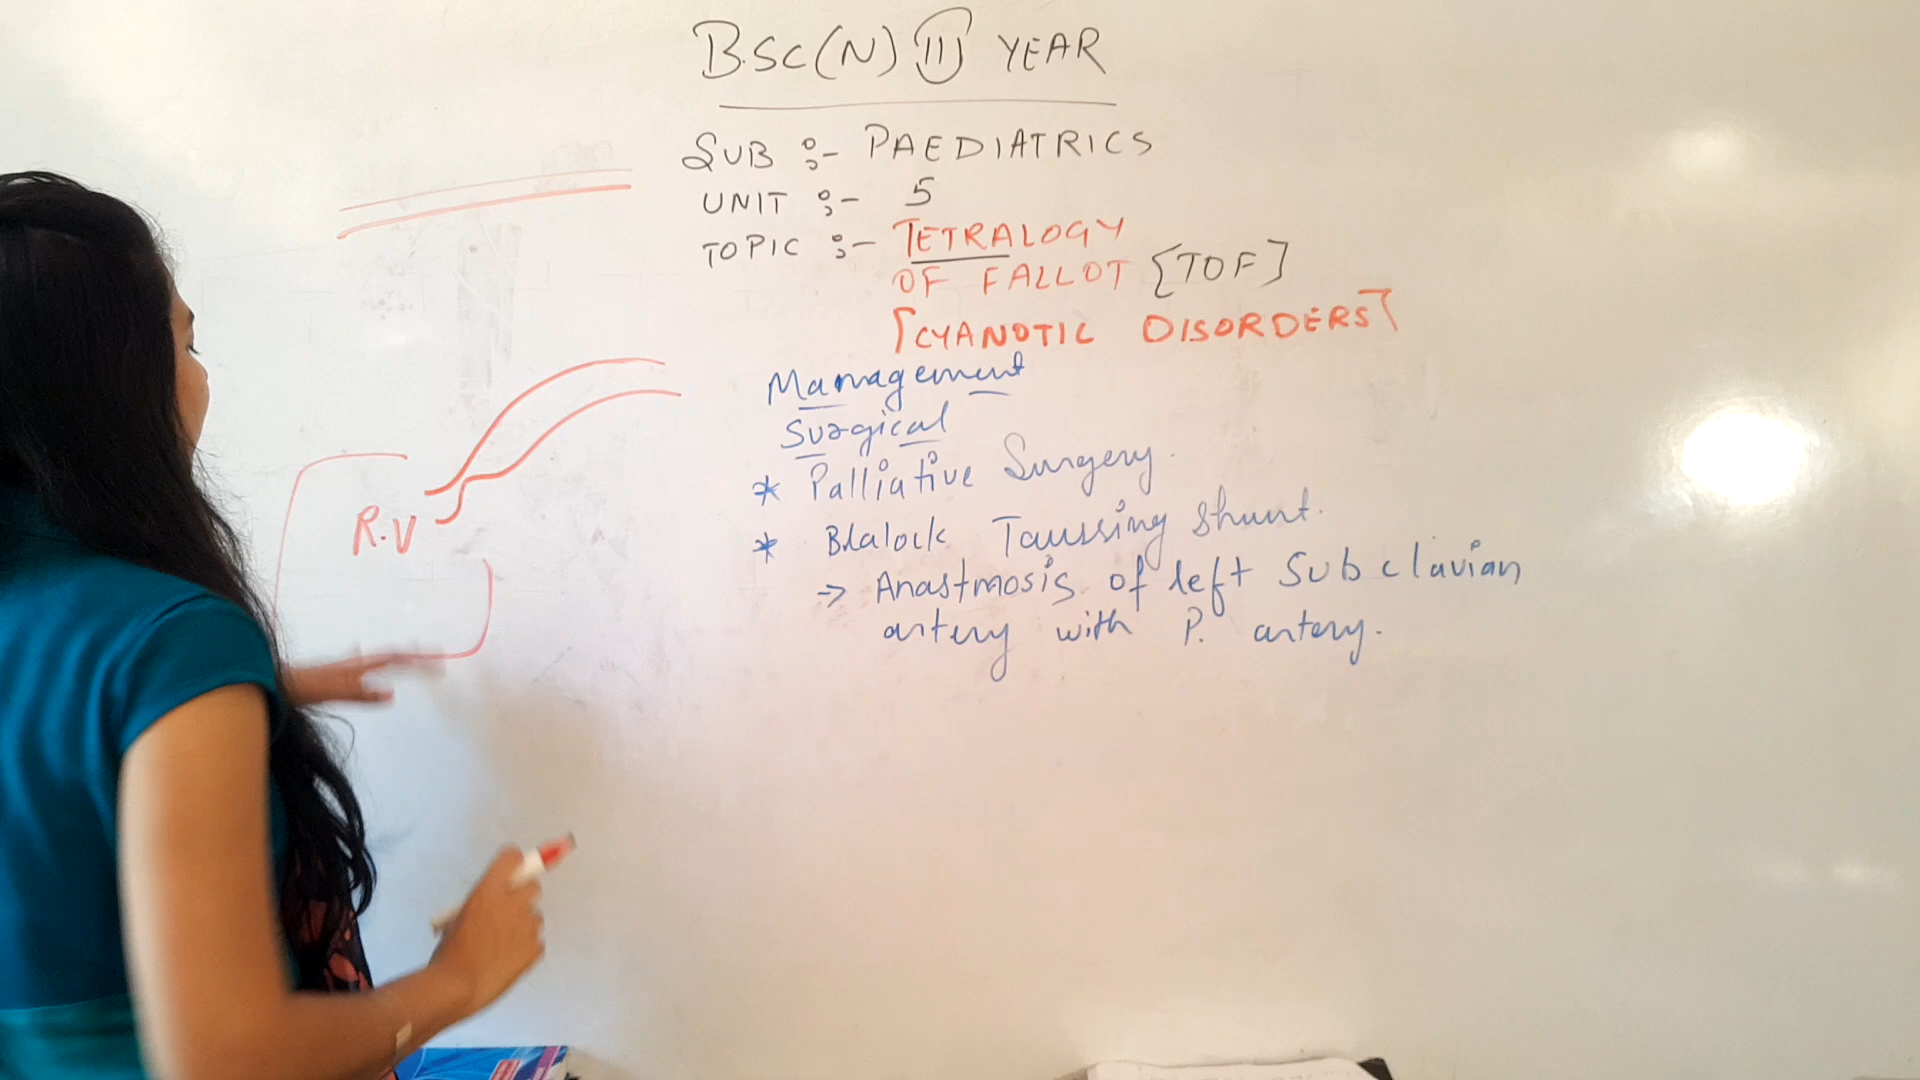 B.SC(N) III YEAR
SUB :- PAEDIATRICS
UNIT :- 5
TOPIC :- TETRALOGY
OF FALLOT [TOF]
[CYANOTIC DISORDERS]
Management
Surgical
* Palliative Surgery.
* Blalock Taussing Shunt.
→ Anastmosis of left Subclavian
artery with P. artery.
R.V